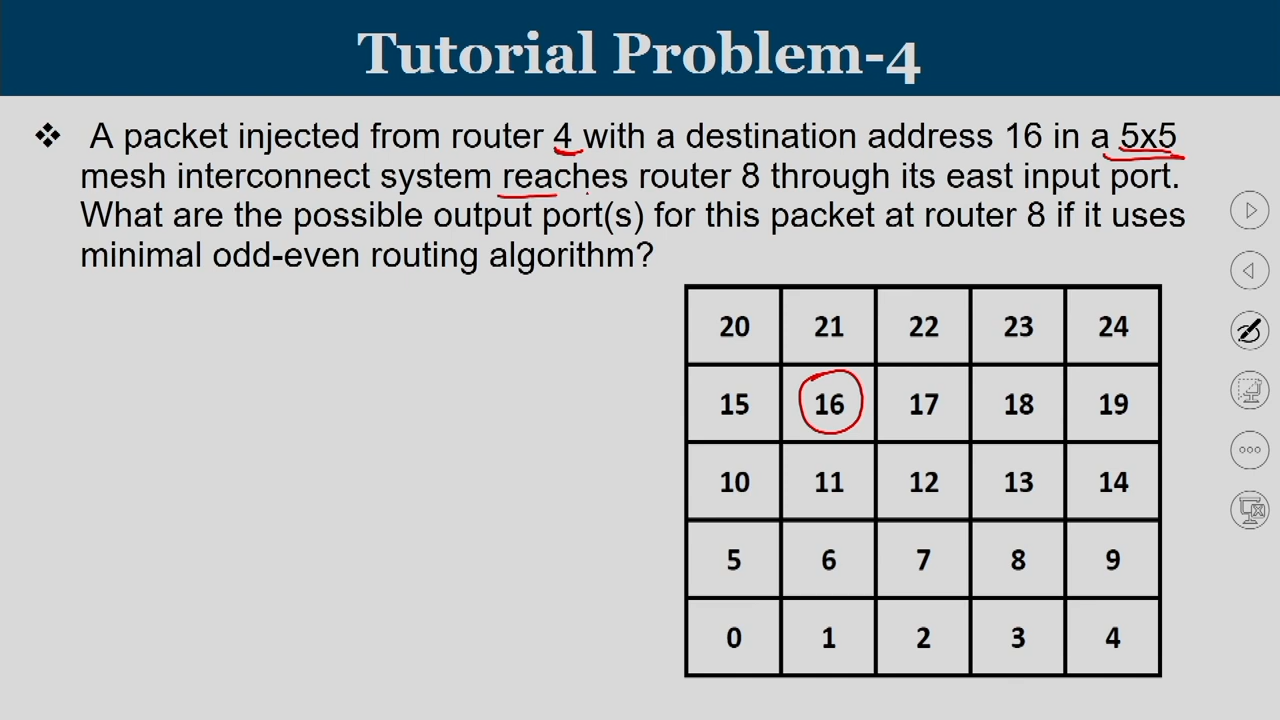 Tutorial Problem-4
❖ A packet injected from router 4 with a destination address 16 in a 5x5
mesh interconnect system reaches router 8 through its east input port.
What are the possible output port(s) for this packet at router 8 if it uses
minimal odd-even routing algorithm?
20 21 22 23 24
15 16 17 18 19
10 11 12 13 14
5 6 7 8 9
0 1 2 3 4